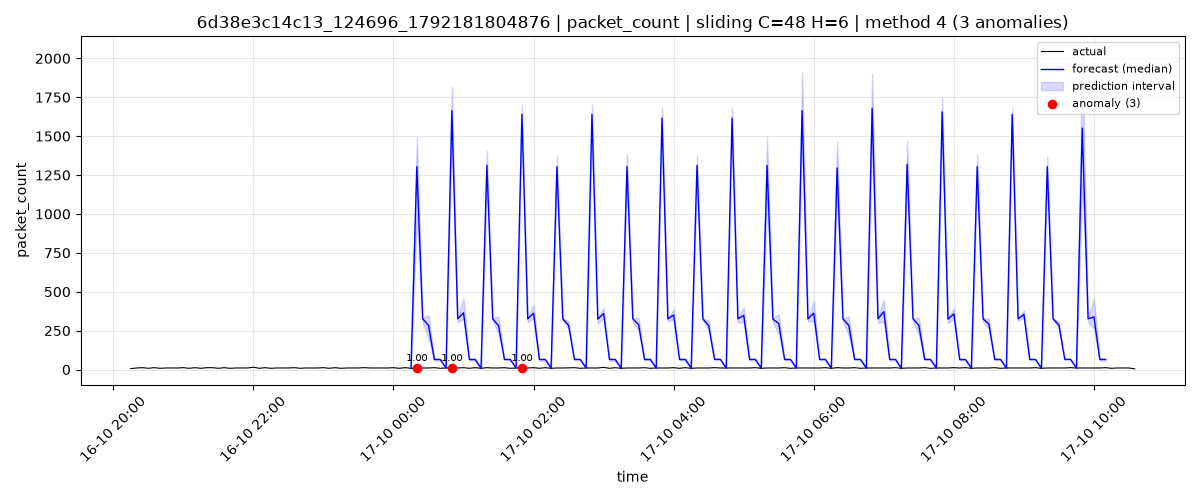 6d38e3c14c13_124696_1792181804876 | packet_count | sliding C=48 H=6 | method 4 (3 anomalies)
actual
forecast (median)
prediction interval
anomaly (3)
packet_count
2000
1750
1500
1250
1000
750
500
250
0
1.00
1.00
1.00
16-10 20:00
16-10 22:00
17-10 00:00
17-10 02:00
17-10 04:00
17-10 06:00
17-10 08:00
17-10 10:00
time